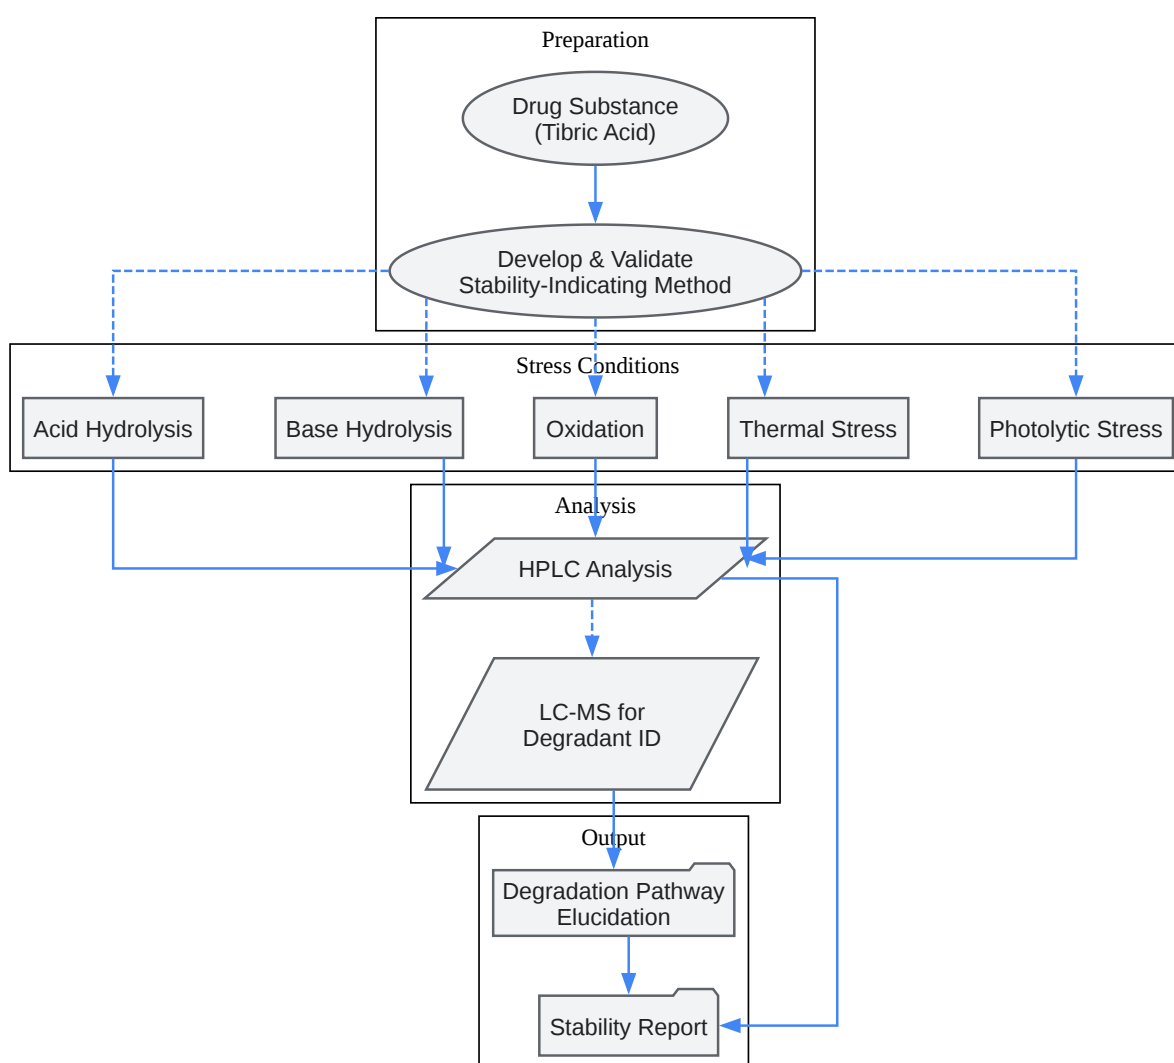 Preparation
Drug Substance
(Tibric Acid)
Develop & Validate
Stability-Indicating Method
Stress Conditions
Acid Hydrolysis
Base Hydrolysis
Oxidation
Thermal Stress
Photolytic Stress
Analysis
HPLC Analysis
LC-MS for
Degradant ID
Output
Degradation Pathway
Elucidation
Stability Report